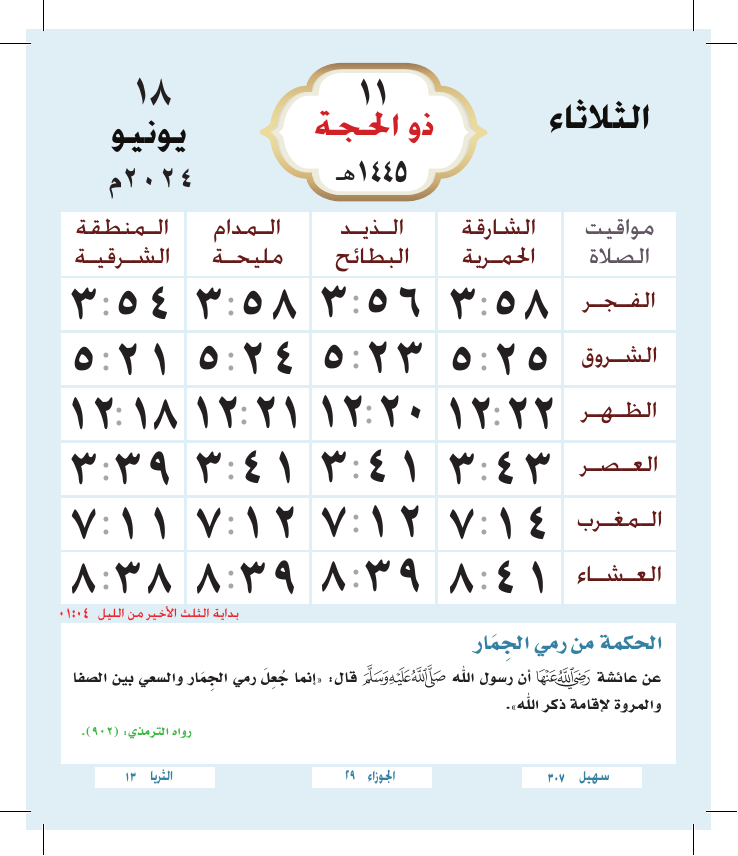 الثلاثاء
١١
ذو الحجة
١٤٤٥هـ
١٨
يونيو
٢٠٢٤م
مواقيت الصلاة | الشارقة الحمرية | الذيد البطائح | المدام مليحة | المنطقة الشرقية
الفجر ٣:٥٨ ٣:٥٦ ٣:٥٨ ٣:٥٤
الشروق ٥:٢٥ ٥:٢٣ ٥:٢٤ ٥:٢١
الظهر ١٢:٢٢ ١٢:٢٠ ١٢:٢١ ١٢:١٨
العصر ٣:٤٣ ٣:٤١ ٣:٤١ ٣:٣٩
المغرب ٧:١٤ ٧:١٢ ٧:١٢ ٧:١١
العشاء ٨:٤١ ٨:٣٩ ٨:٣٩ ٨:٣٨
بداية الثلث الأخير من الليل ٠١:٠٤
الحكمة من رمي الجِمَار
عن عائشة رَضِيَ اللَّهُ عَنْهَا أن رسول الله صَلَّى اللَّهُ عَلَيْهِ وَسَلَّمَ قال: «إنما جُعِلَ رمي الجِمَار والسعي بين الصفا
والمروة لإقامة ذكر الله».
رواه الترمذي: (٩٠٢).
سهيل ٣٠٧
الجوزاء ٢٩
الثريا ١٣